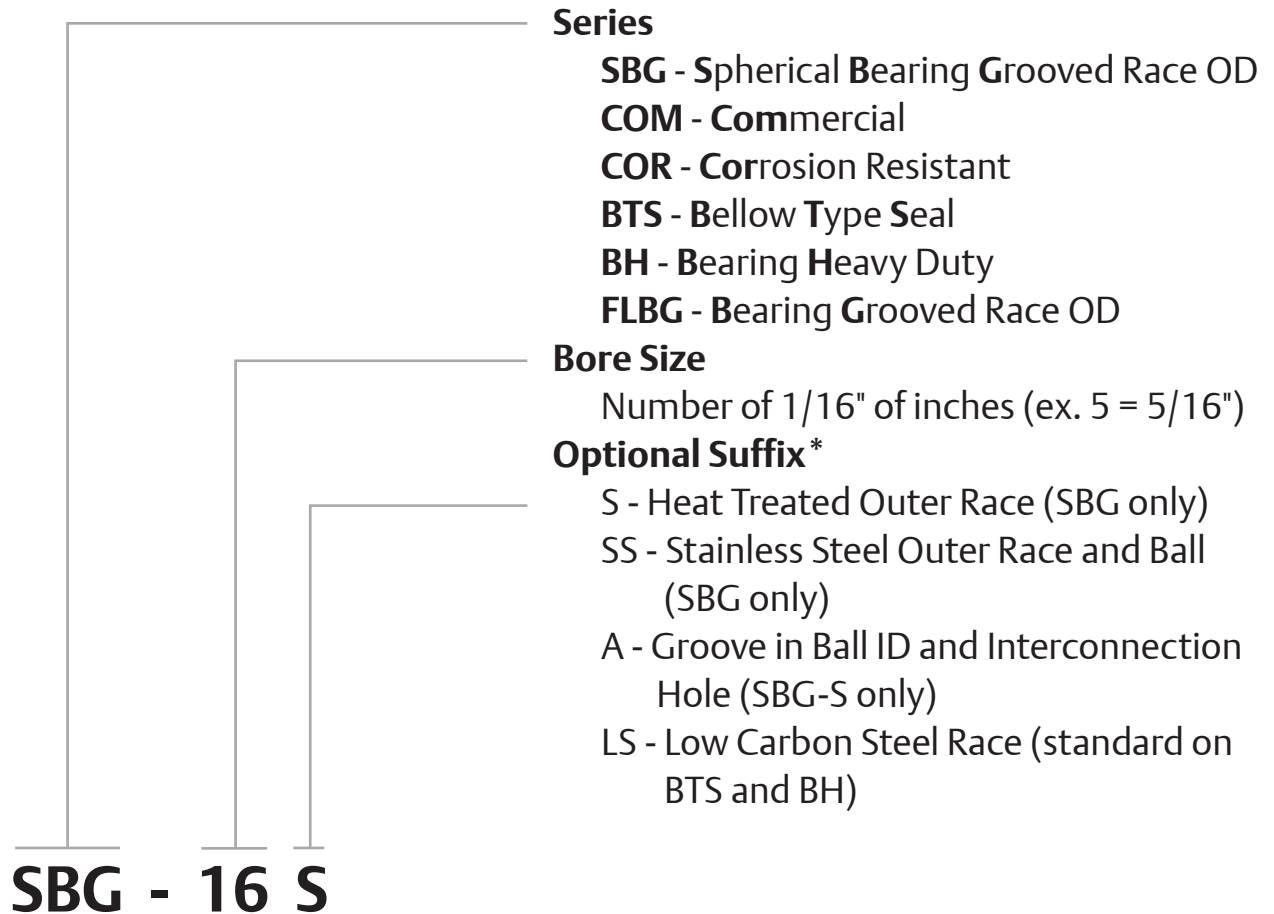 Series
SBG - Spherical Bearing Grooved Race OD
COM - Commercial
COR - Corrosion Resistant
BTS - Bellow Type Seal
BH - Bearing Heavy Duty
FLBG - Bearing Grooved Race OD
Bore Size
Number of 1/16" of inches (ex. 5 = 5/16")
Optional Suffix*
S - Heat Treated Outer Race (SBG only)
SS - Stainless Steel Outer Race and Ball
(SBG only)
A - Groove in Ball ID and Interconnection
Hole (SBG-S only)
LS - Low Carbon Steel Race (standard on
BTS and BH)
SBG - 16 S